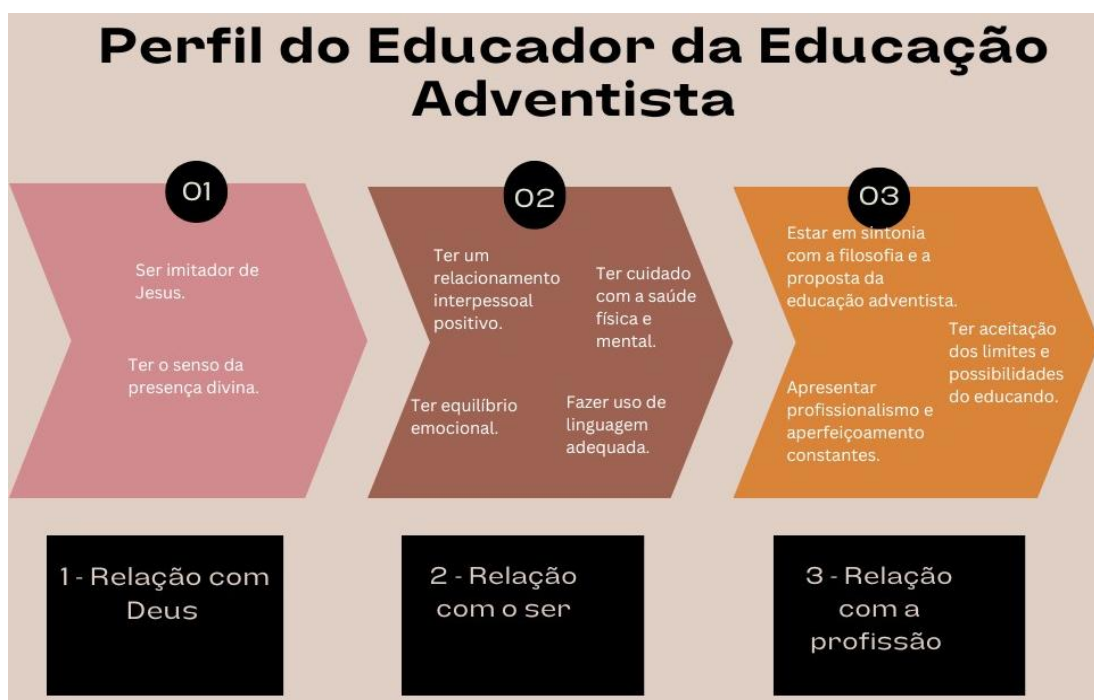 Perfil do Educador da Educação
Adventista
01
Ser imitador de
Jesus.
Ter o senso da
presença divina.
02
Ter um
relacionamento
interpessoal
positivo.
Ter cuidado
com a saúde
física e
mental.
Ter equilíbrio
emocional.
Fazer uso de
linguagem
adequada.
03
Estar em sintonia
com a filosofia e a
proposta da
educação adventista.
Ter aceitação
dos limites e
possibilidades
do educando.
Apresentar
profissionalismo e
aperfeiçoamento
constantes.
1 - Relação com
Deus
2 - Relação
com o ser
3 - Relação
com a
profissão